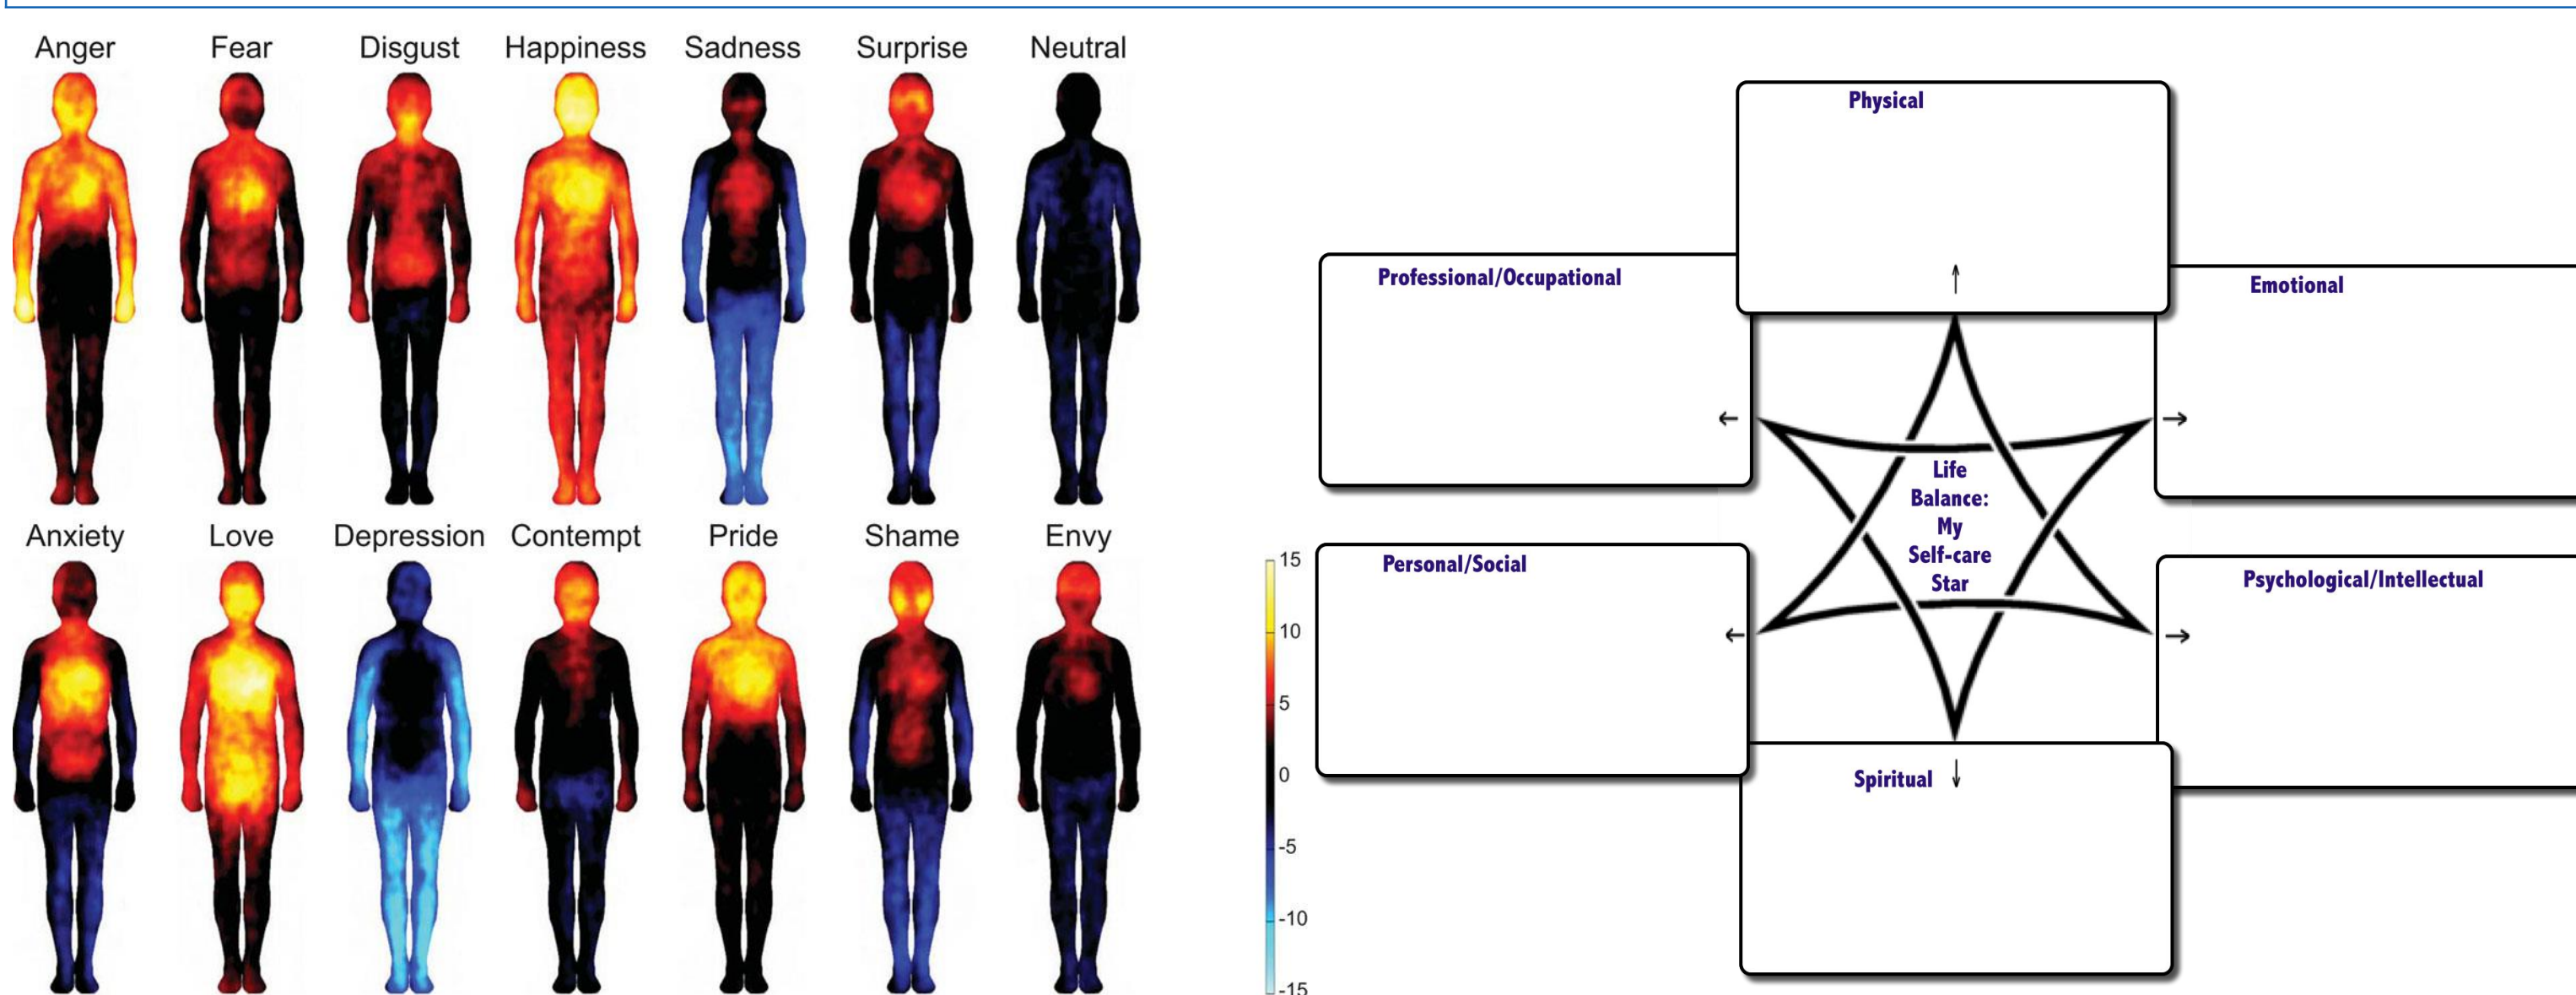 Anger Fear Disgust Happiness Sadness Surprise Neutral
Anxiety Love Depression Contempt Pride Shame Envy
15
10
5
0
-5
-10
-15
Physical
Professional/Occupational
Emotional
Life
Balance:
My
Self-care
Star
Personal/Social
Psychological/Intellectual
Spiritual